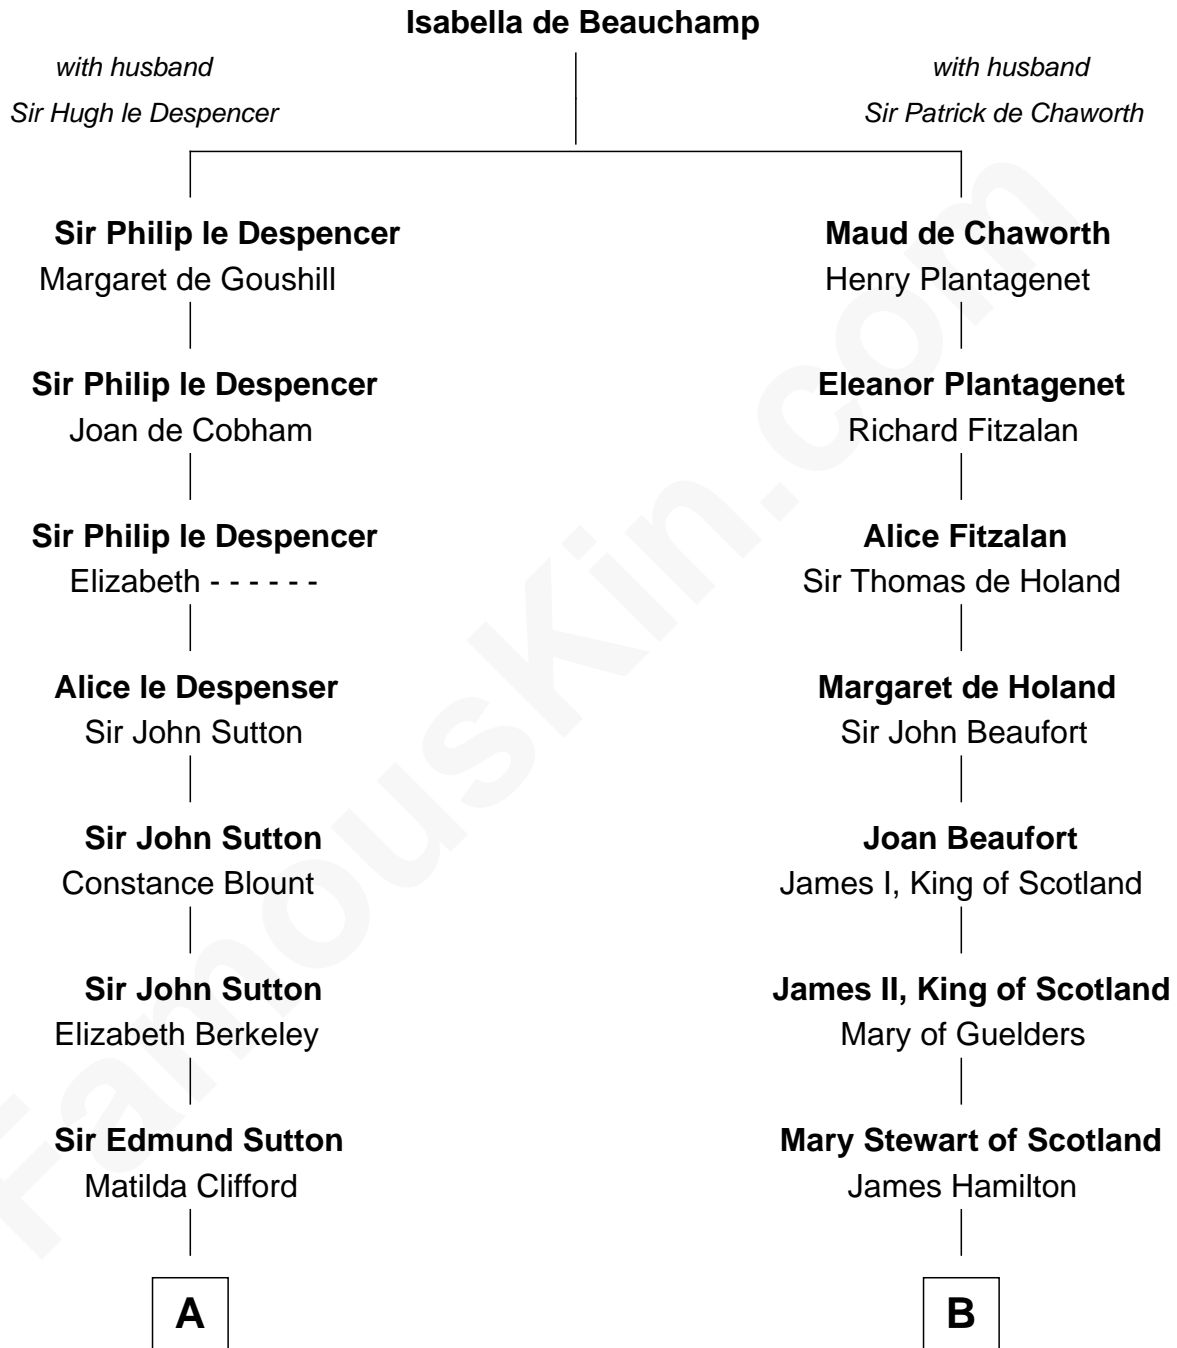 Isabella de Beauchamp
with husband
Sir Hugh le Despencer
with husband
Sir Patrick de Chaworth
Sir Philip le Despencer
Margaret de Goushill
Maud de Chaworth
Henry Plantagenet
Sir Philip le Despencer
Joan de Cobham
Eleanor Plantagenet
Richard Fitzalan
Sir Philip le Despencer
Elizabeth - - - - - -
Alice Fitzalan
Sir Thomas de Holand
Alice le Despenser
Sir John Sutton
Margaret de Holand
Sir John Beaufort
Sir John Sutton
Constance Blount
Joan Beaufort
James I, King of Scotland
Sir John Sutton
Elizabeth Berkeley
James II, King of Scotland
Mary of Guelders
Sir Edmund Sutton
Matilda Clifford
Mary Stewart of Scotland
James Hamilton
A
B
FamousKin.com